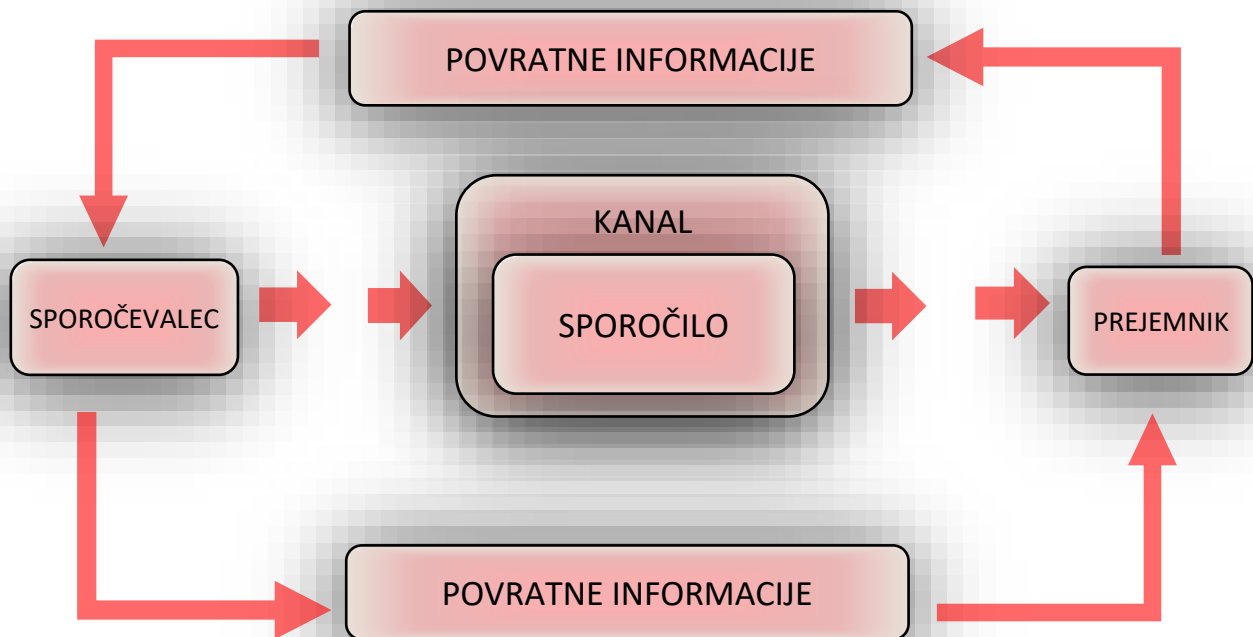 POVRATNE INFORMACIJE
KANAL
SPOROČEVALEC
SPOROČILO
PREJEMNIK
POVRATNE INFORMACIJE